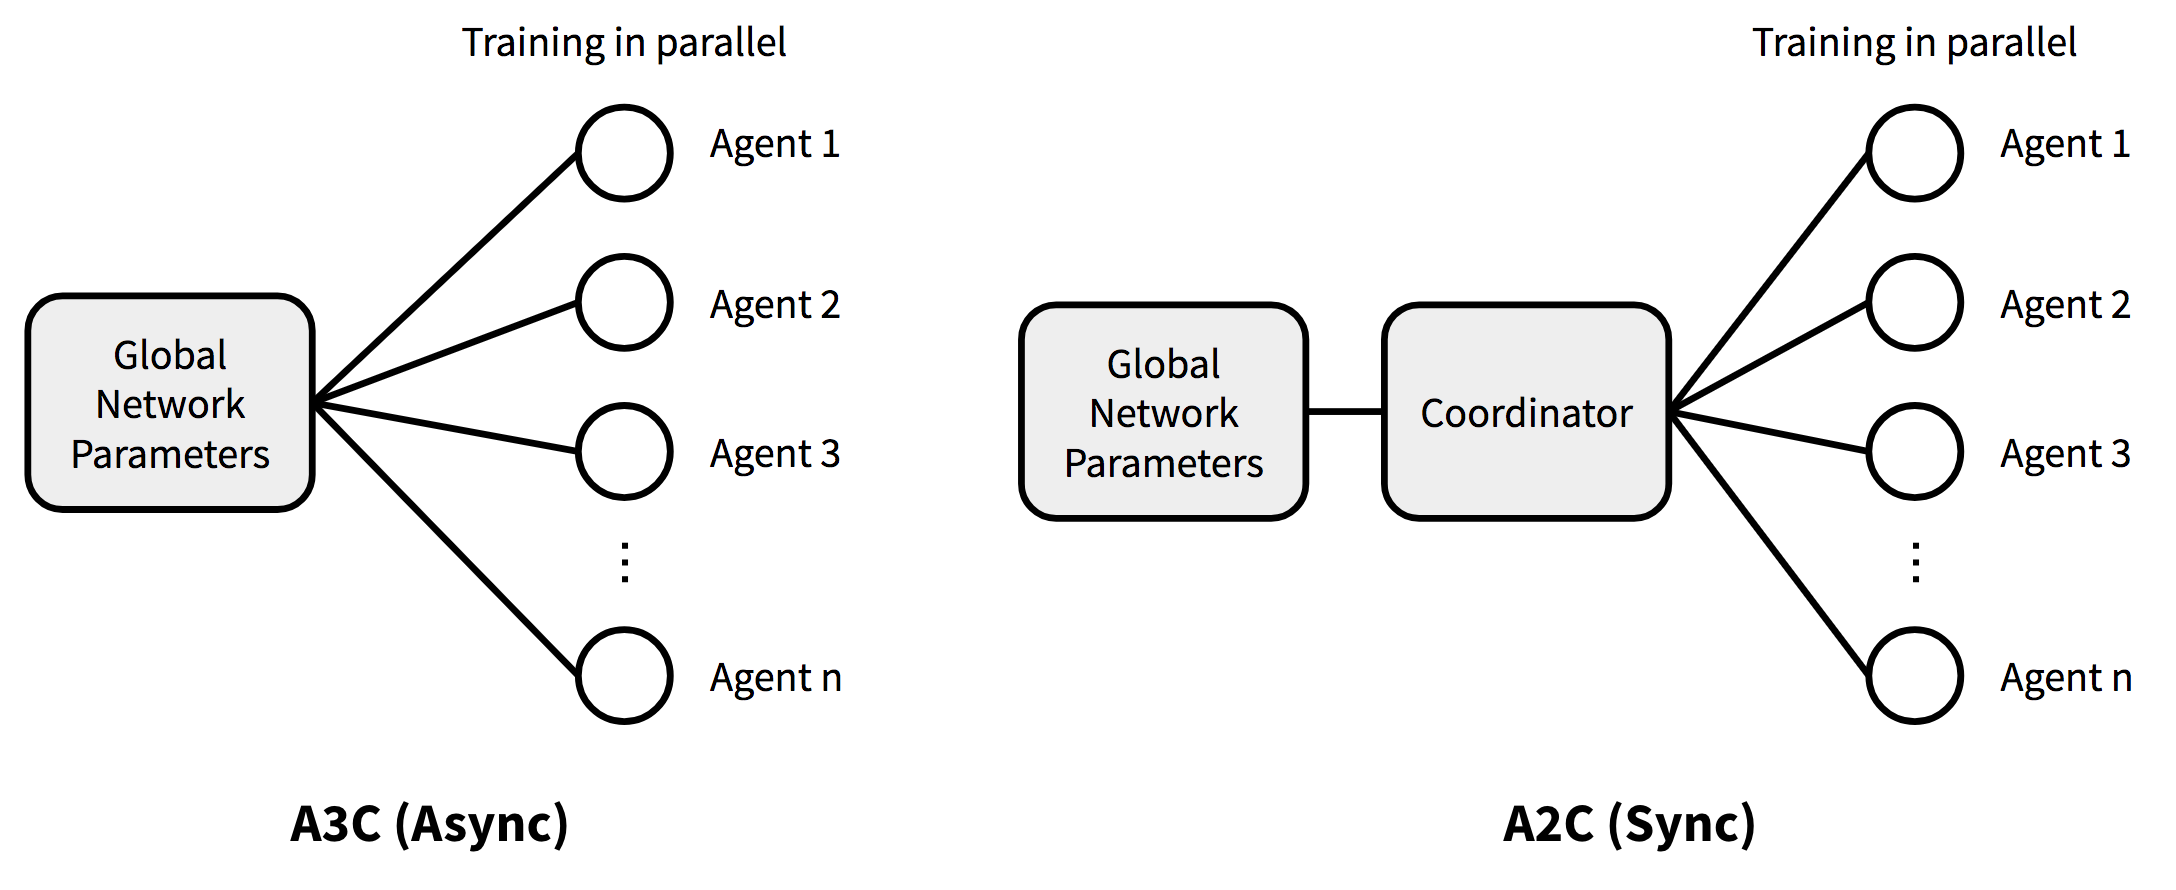 Training in parallel
Agent 1
Agent 2
Global
Network
Parameters
Agent 3
Agent n
A3C (Async)
Training in parallel
Agent 1
Agent 2
Global
Network
Parameters
Coordinator
Agent 3
Agent n
A2C (Sync)